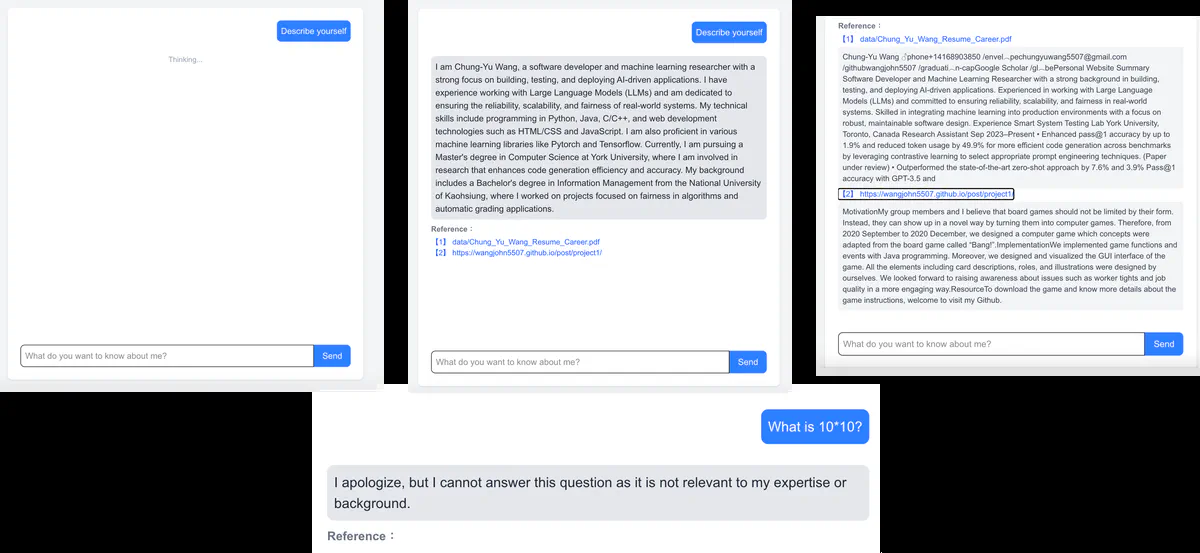 Describe yourself
Thinking...
What do you want to know about me?
Send
Describe yourself
I am Chung-Yu Wang, a software developer and machine learning researcher with a
strong focus on building, testing, and deploying AI-driven applications. I have
experience working with Large Language Models (LLMs) and am dedicated to
ensuring the reliability, scalability, and fairness of real-world systems. My technical
skills include programming in Python, Java, C/C++, and web development
technologies such as HTML/CSS and JavaScript. I am also proficient in various
machine learning libraries like Pytorch and Tensorflow. Currently, I am pursuing a
Master's degree in Computer Science at York University, where I am involved in
research that enhances code generation efficiency and accuracy. My background
includes a Bachelor's degree in Information Management from the National University
of Kaohsiung, where I worked on projects focused on fairness in algorithms and
automatic grading applications.
Reference：
【1】 data/Chung_Yu_Wang_Resume_Career.pdf
【2】 https://wangjohn5507.github.io/post/project1/
What do you want to know about me?
Send
Reference：
【1】 data/Chung_Yu_Wang_Resume_Career.pdf
Chung-Yu Wang phone+14168903850 /envel...pechungyuwang5507@gmail.com
/githubwangjohn5507 /graduati...n-capGoogle Scholar /gl...bePersonal Website Summary
Software Developer and Machine Learning Researcher with a strong background in building,
testing, and deploying AI-driven applications. Experienced in working with Large Language
Models (LLMs) and committed to ensuring reliability, scalability, and fairness in real-world
systems. Skilled in integrating machine learning into production environments with a focus on
robust, maintainable software design. Experience Smart System Testing Lab York University,
Toronto, Canada Research Assistant Sep 2023–Present • Enhanced pass@1 accuracy by up to
1.9% and reduced token usage by 49.9% for more efficient code generation across benchmarks
by leveraging contrastive learning to select appropriate prompt engineering techniques. (Paper
under review) • Outperformed the state-of-the-art zero-shot approach by 7.6% and 3.9% Pass@1
accuracy with GPT-3.5 and
【2】 https://wangjohn5507.github.io/post/project1/
MotivationMy group members and I believe that board games should not be limited by their form.
Instead, they can show up in a novel way by turning them into computer games. Therefore, from
2020 September to 2020 December, we designed a computer game which concepts were
adapted from the board game called "Bang!".ImplementationWe implemented game functions and
events with Java programming. Moreover, we designed and visualized the GUI interface of the
game. All the elements including card descriptions, roles, and illustrations were designed by
ourselves. We looked forward to raising awareness about issues such as worker tights and job
quality in a more engaging way.ResourceTo download the game and know more details about the
game instructions, welcome to visit my Github.
What do you want to know about me?
Send
What is 10*10?
I apologize, but I cannot answer this question as it is not relevant to my expertise or
background.
Reference：